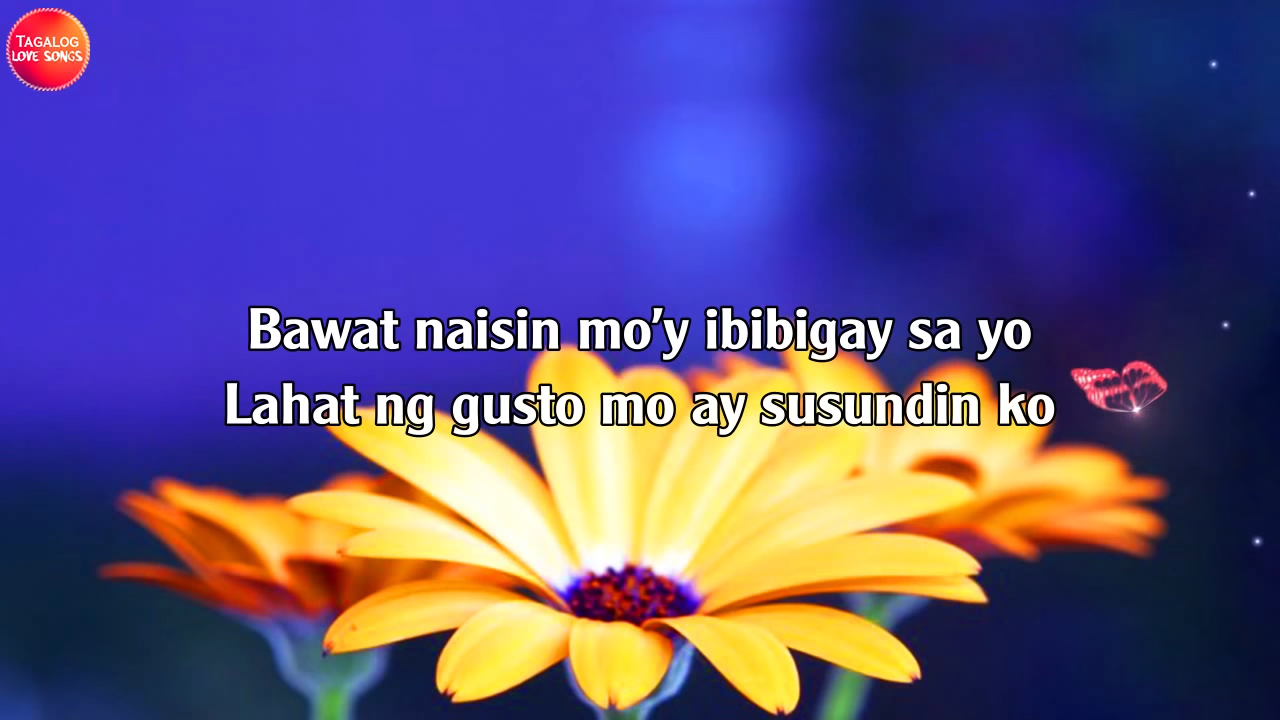 TAGALOG
LOVE SONGS
Bawat naisin mo'y ibibigay sa yo
Lahat ng gusto mo ay susundin ko